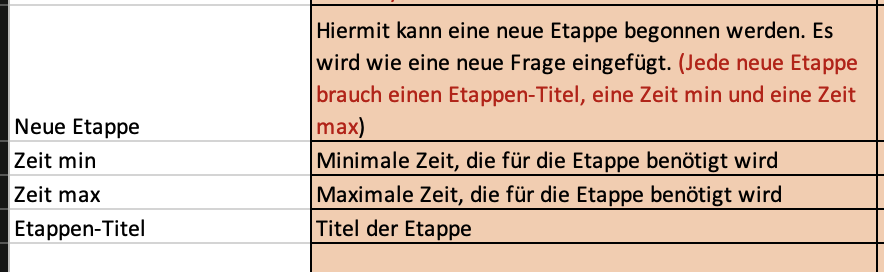 Hiermit kann eine neue Etappe begonnen werden. Es
wird wie eine neue Frage eingefügt. (Jede neue Etappe
brauch einen Etappen-Titel, eine Zeit min und eine Zeit
Neue Etappe max)
Zeit min Minimale Zeit, die für die Etappe benötigt wird
Zeit max Maximale Zeit, die für die Etappe benötigt wird
Etappen-Titel Titel der Etappe